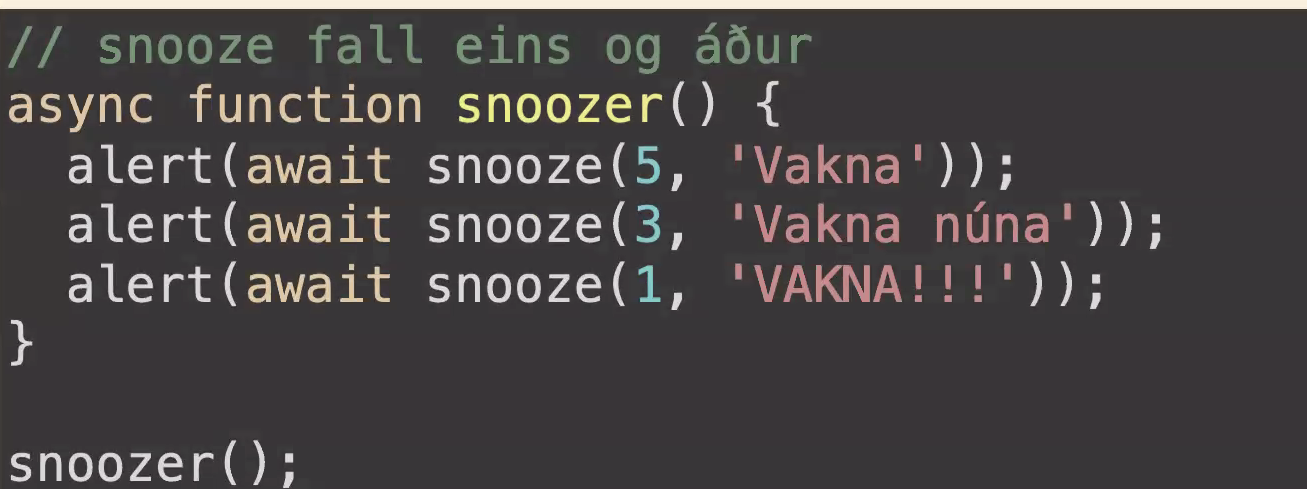 // snooze fall eins og áður
async function snoozer() {
  alert(await snooze(5, 'Vakna'));
  alert(await snooze(3, 'Vakna núna'));
  alert(await snooze(1, 'VAKNA!!!'));
}

snoozer();